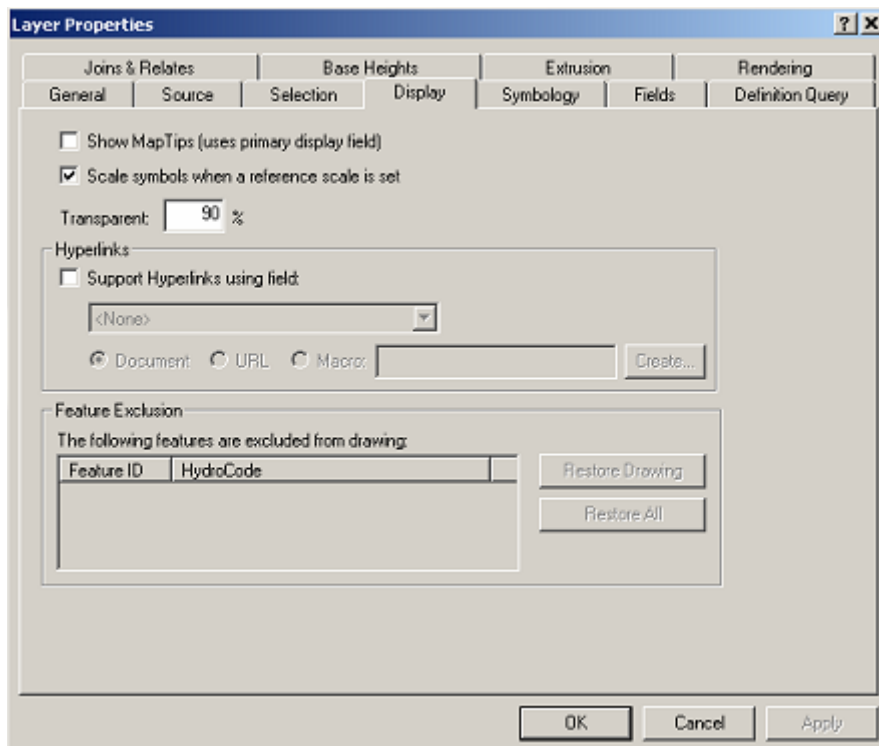 Layer Properties
Joins & Relates Base Heights Extrusion Rendering
General Source Selection Display Symbology Fields Definition Query
Show MapTips (uses primary display field)
Scale symbols when a reference scale is set
Transparent: 90 %
Hyperlinks
Support Hyperlinks using field:
<None>
Document URL Macro: Create...
Feature Exclusion
The following features are excluded from drawing:
Feature ID HydroCode
Restore Drawing
Restore All
OK Cancel Apply